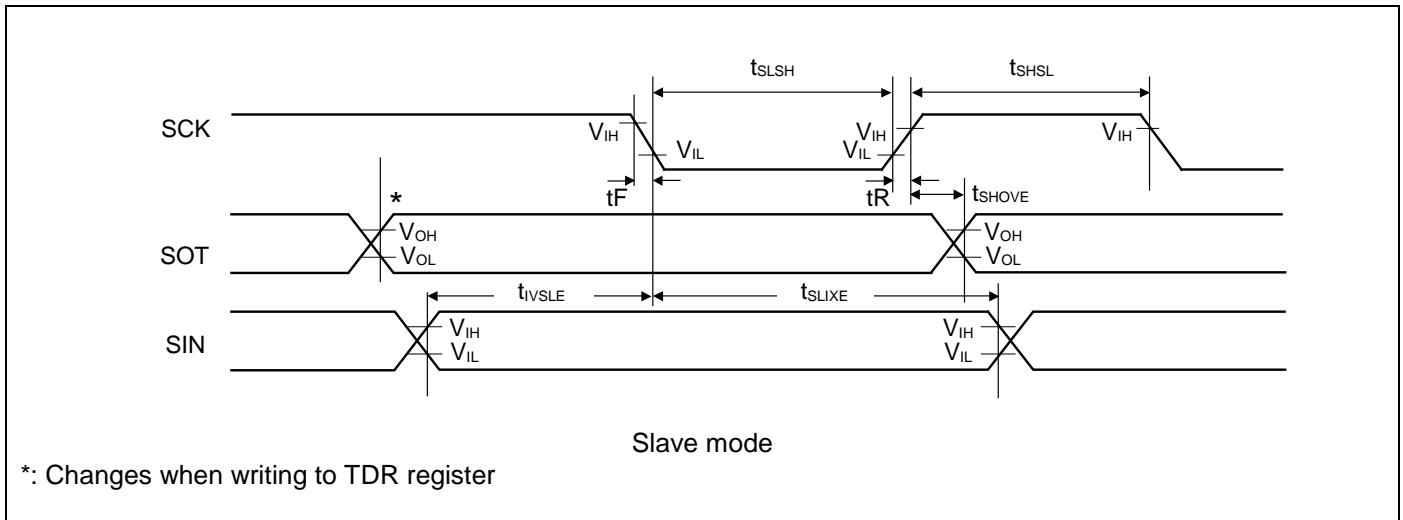 tSLSH tSHSL
SCK VIH VIL VIH VIL VIH
tF tR tSHOVE
* VOH VOH
SOT VOL VOL
tIVSLE tSLIXE
SIN VIH VIH
VIL VIL
Slave mode
*: Changes when writing to TDR register